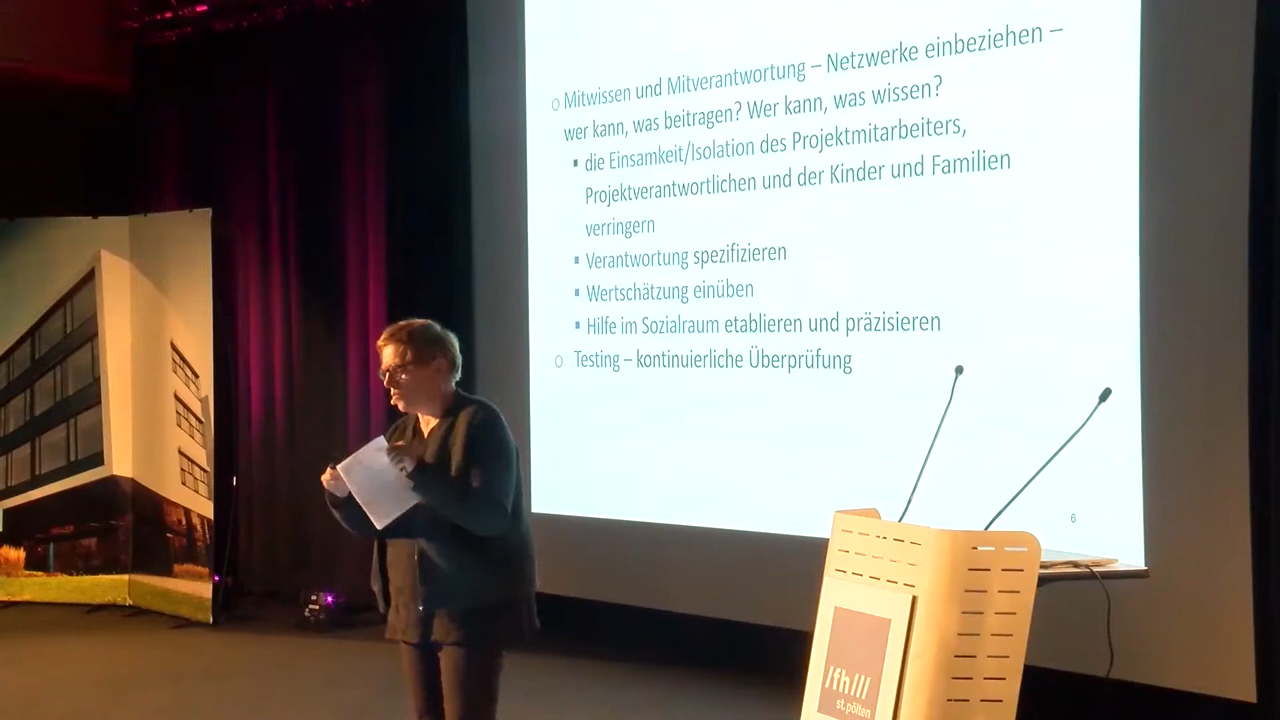 o Mitwissen und Mitverantwortung – Netzwerke einbeziehen –
wer kann, was beitragen? Wer kann, was wissen?
▪ die Einsamkeit/Isolation des Projektmitarbeiters,
Projektverantwortlichen und der Kinder und Familien
verringern
▪ Verantwortung spezifizieren
▪ Wertschätzung einüben
▪ Hilfe im Sozialraum etablieren und präzisieren
o Testing – kontinuierliche Überprüfung
6
/fh///
st.pölten